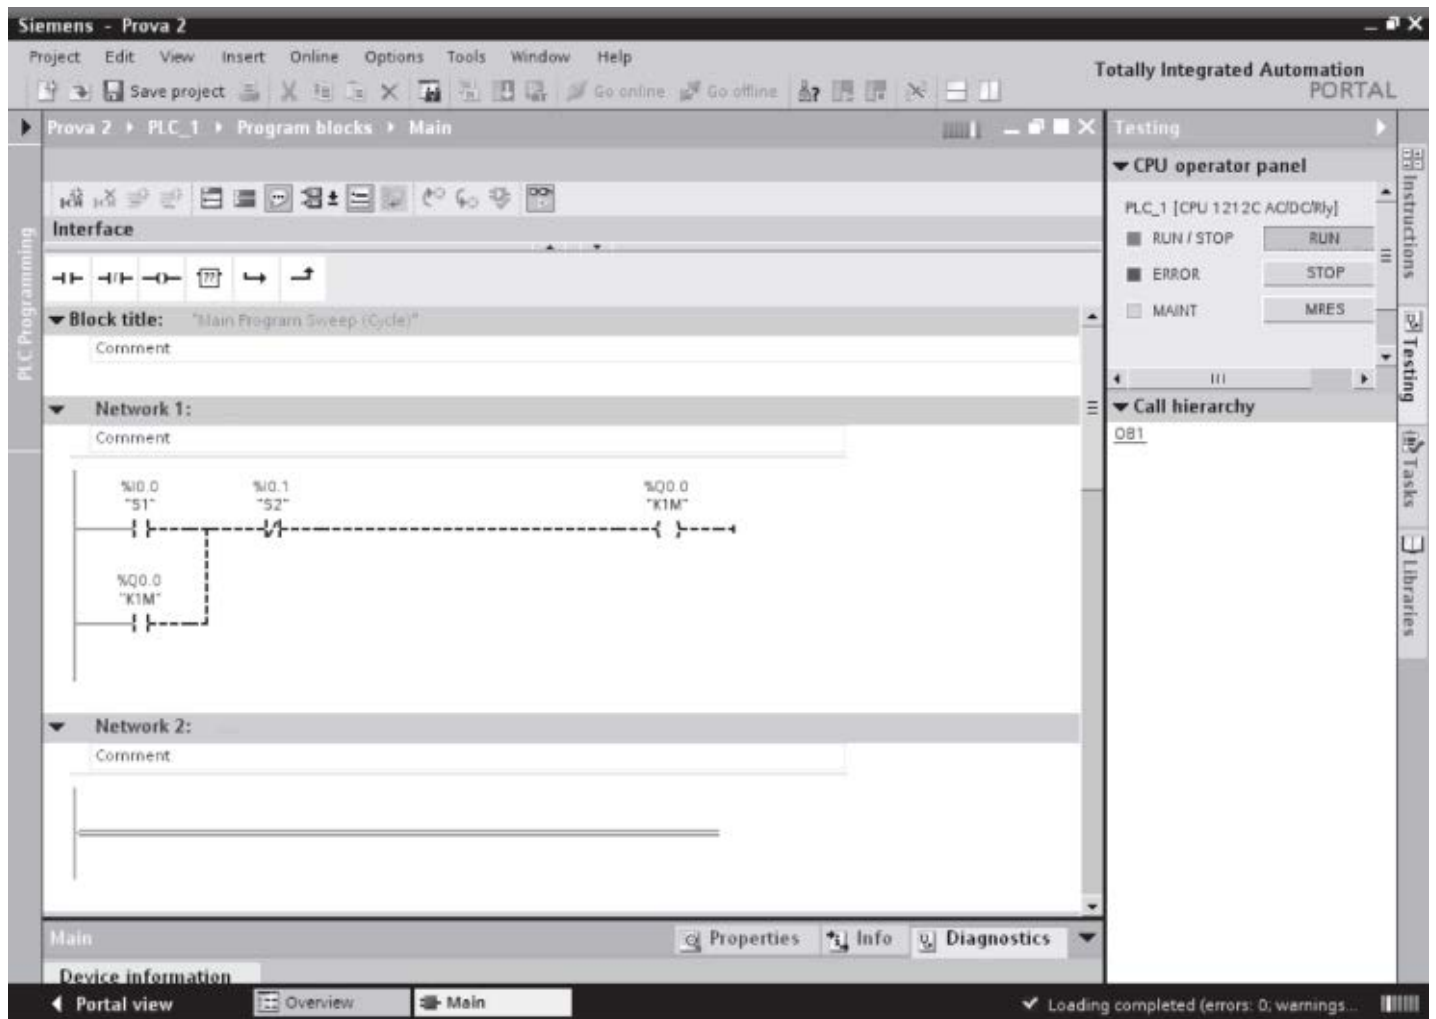 Siemens - Prova 2
Project Edit View Insert Online Options Tools Window Help
Totally Integrated Automation
PORTAL
Save project Go online Go offline
Prova 2 PLC_1 Program blocks Main
Testing
CPU operator panel
PLC_1 [CPU 1212C AC/DC/Rly]
RUN / STOP RUN
ERROR STOP
MAINT MRES
Interface
??
Block title: "Main Program Sweep (Cycle)"
Comment
Network 1:
Comment
%I0.0 %I0.1 %Q0.0
"S1" "S2" "K1M"
%Q0.0
"K1M"
Network 2:
Comment
Call hierarchy
OB1
PLC Programming
Instructions
Testing
Tasks
Libraries
Main
Properties Info Diagnostics
Device information
Portal view Overview Main
Loading completed (errors: 0; warnings...